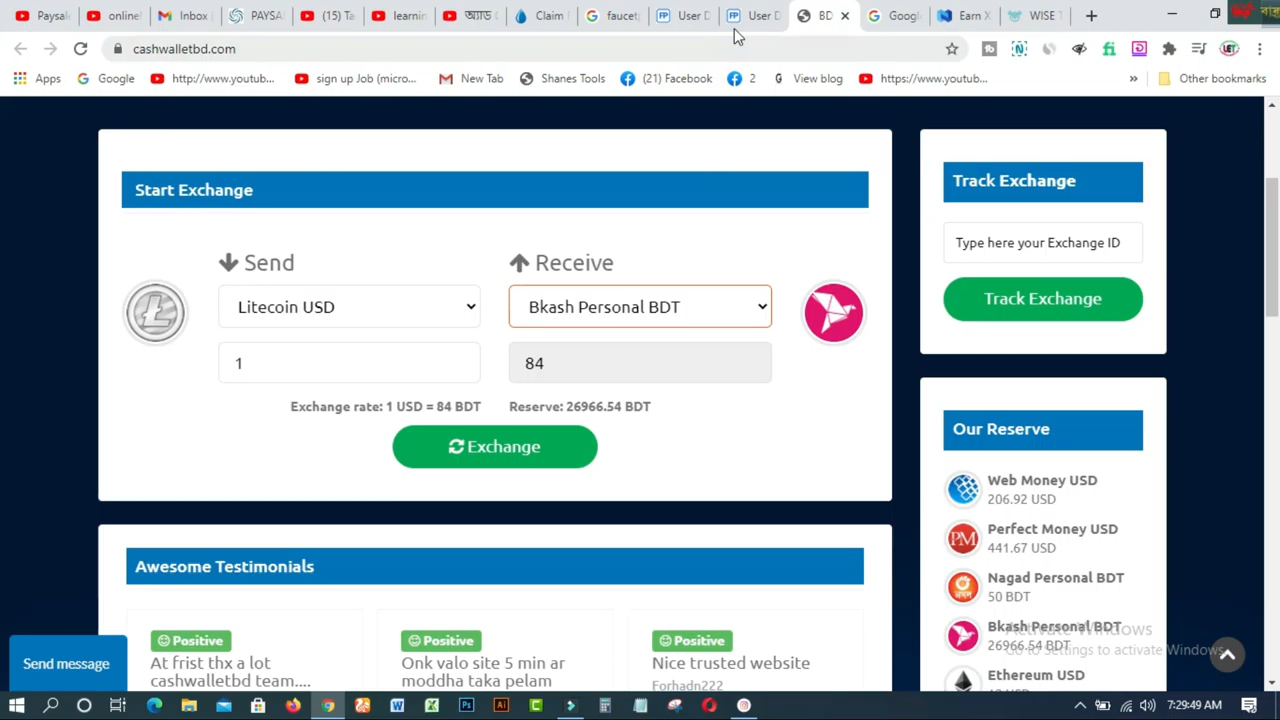 Paysal
online
Inbox
PAYSA
(15) Ta
learnin
অ্যাড
Claim
faucet
User D
User D
BD
Googl
Earn X
WISE T
cashwalletbd.com
Apps
Google
http://www.youtub...
sign up Job (micro...
New Tab
Shanes Tools
(21) Facebook
2
View blog
https://www.youtub...
»
Other bookmarks
Start Exchange
Send
Receive
Litecoin USD
Bkash Personal BDT
1
84
Exchange rate: 1 USD = 84 BDT
Reserve: 26966.54 BDT
Exchange
Track Exchange
Type here your Exchange ID
Track Exchange
Our Reserve
Web Money USD
206.92 USD
Perfect Money USD
441.67 USD
Nagad Personal BDT
50 BDT
Bkash Personal BDT
26966.54 BDT
Ethereum USD
Awesome Testimonials
Positive
At frist thx a lot
cashwalletbd team....
Positive
Onk valo site 5 min ar
moddha taka pelam
Positive
Nice trusted website
Forhadn222
Send message
Activate Windows
Go to Settings to activate Windows.
7:29:49 AM